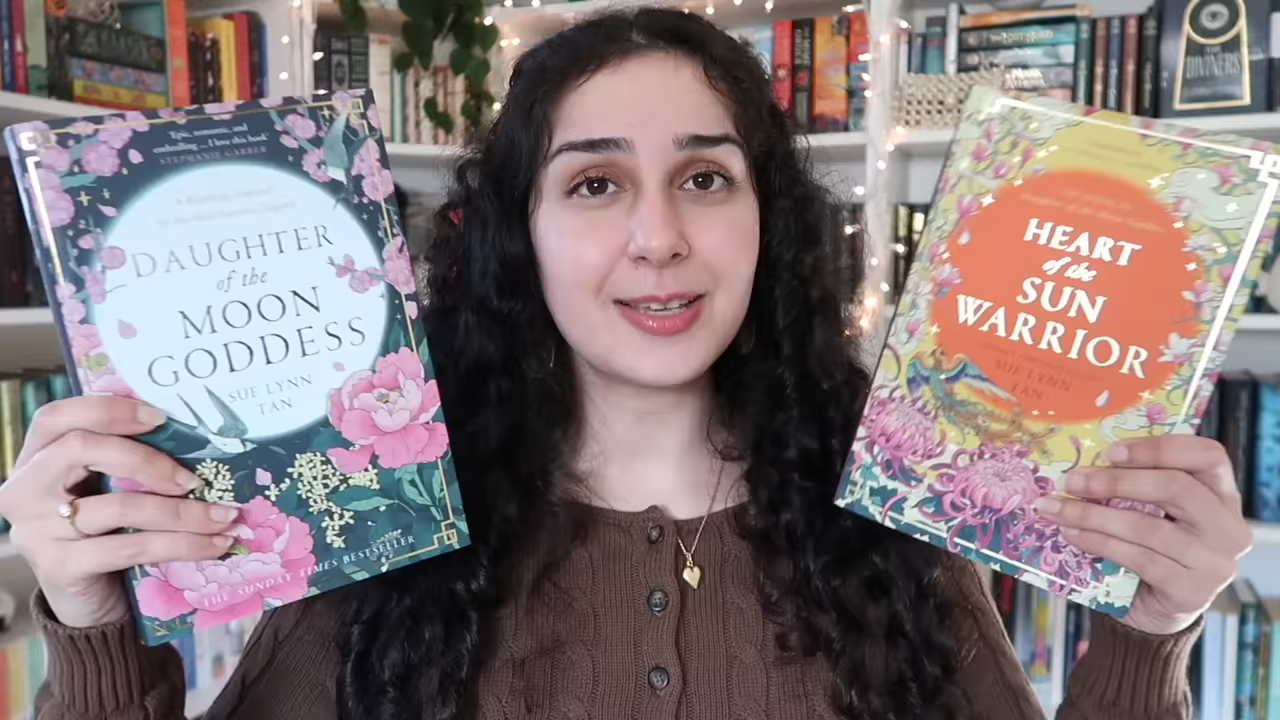 'Epic, romantic, and
enthralling ... I love this book'
STEPHANIE GARBER
DAUGHTER
of the
MOON
GODDESS
SUE LYNN
TAN
THE SUNDAY TIMES BESTSELLER
HEART
of the
SUN
WARRIOR
SUE LYNN
TAN
THE
DIVINERS